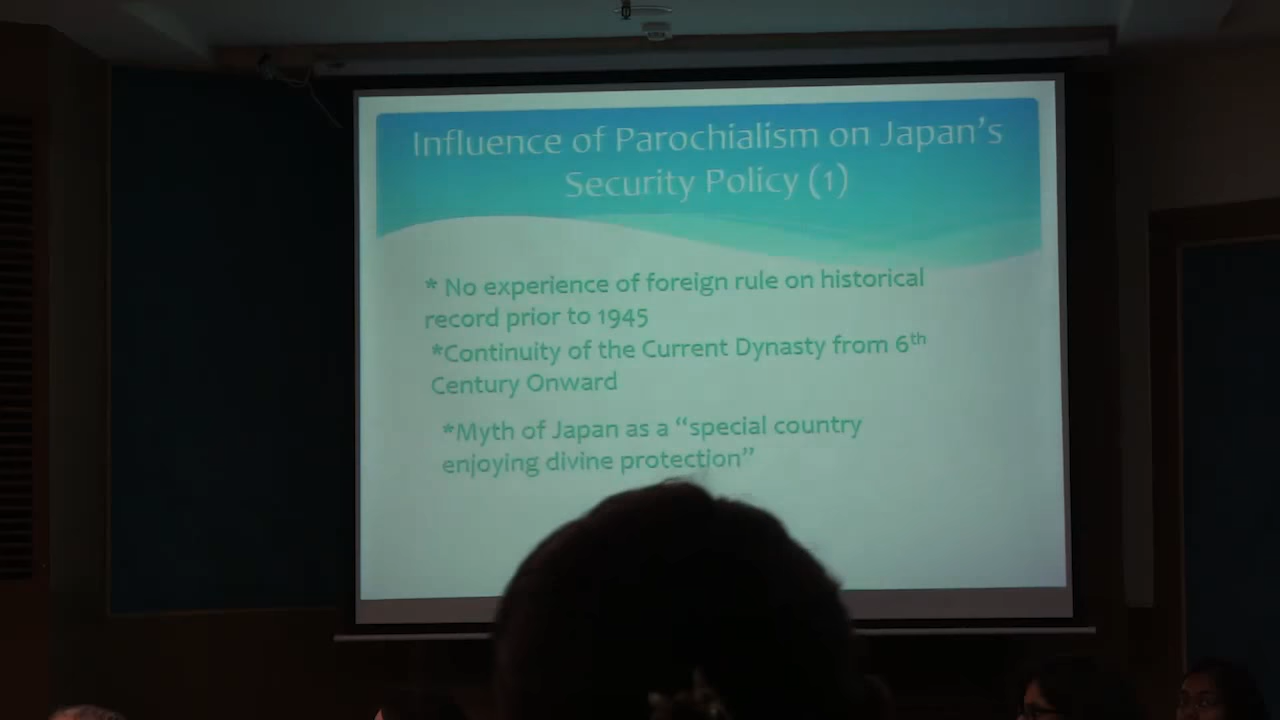 Influence of Parochialism on Japan's
Security Policy (1)
* No experience of foreign rule on historical
record prior to 1945
*Continuity of the Current Dynasty from 6th
Century Onward
*Myth of Japan as a “special country
enjoying divine protection”